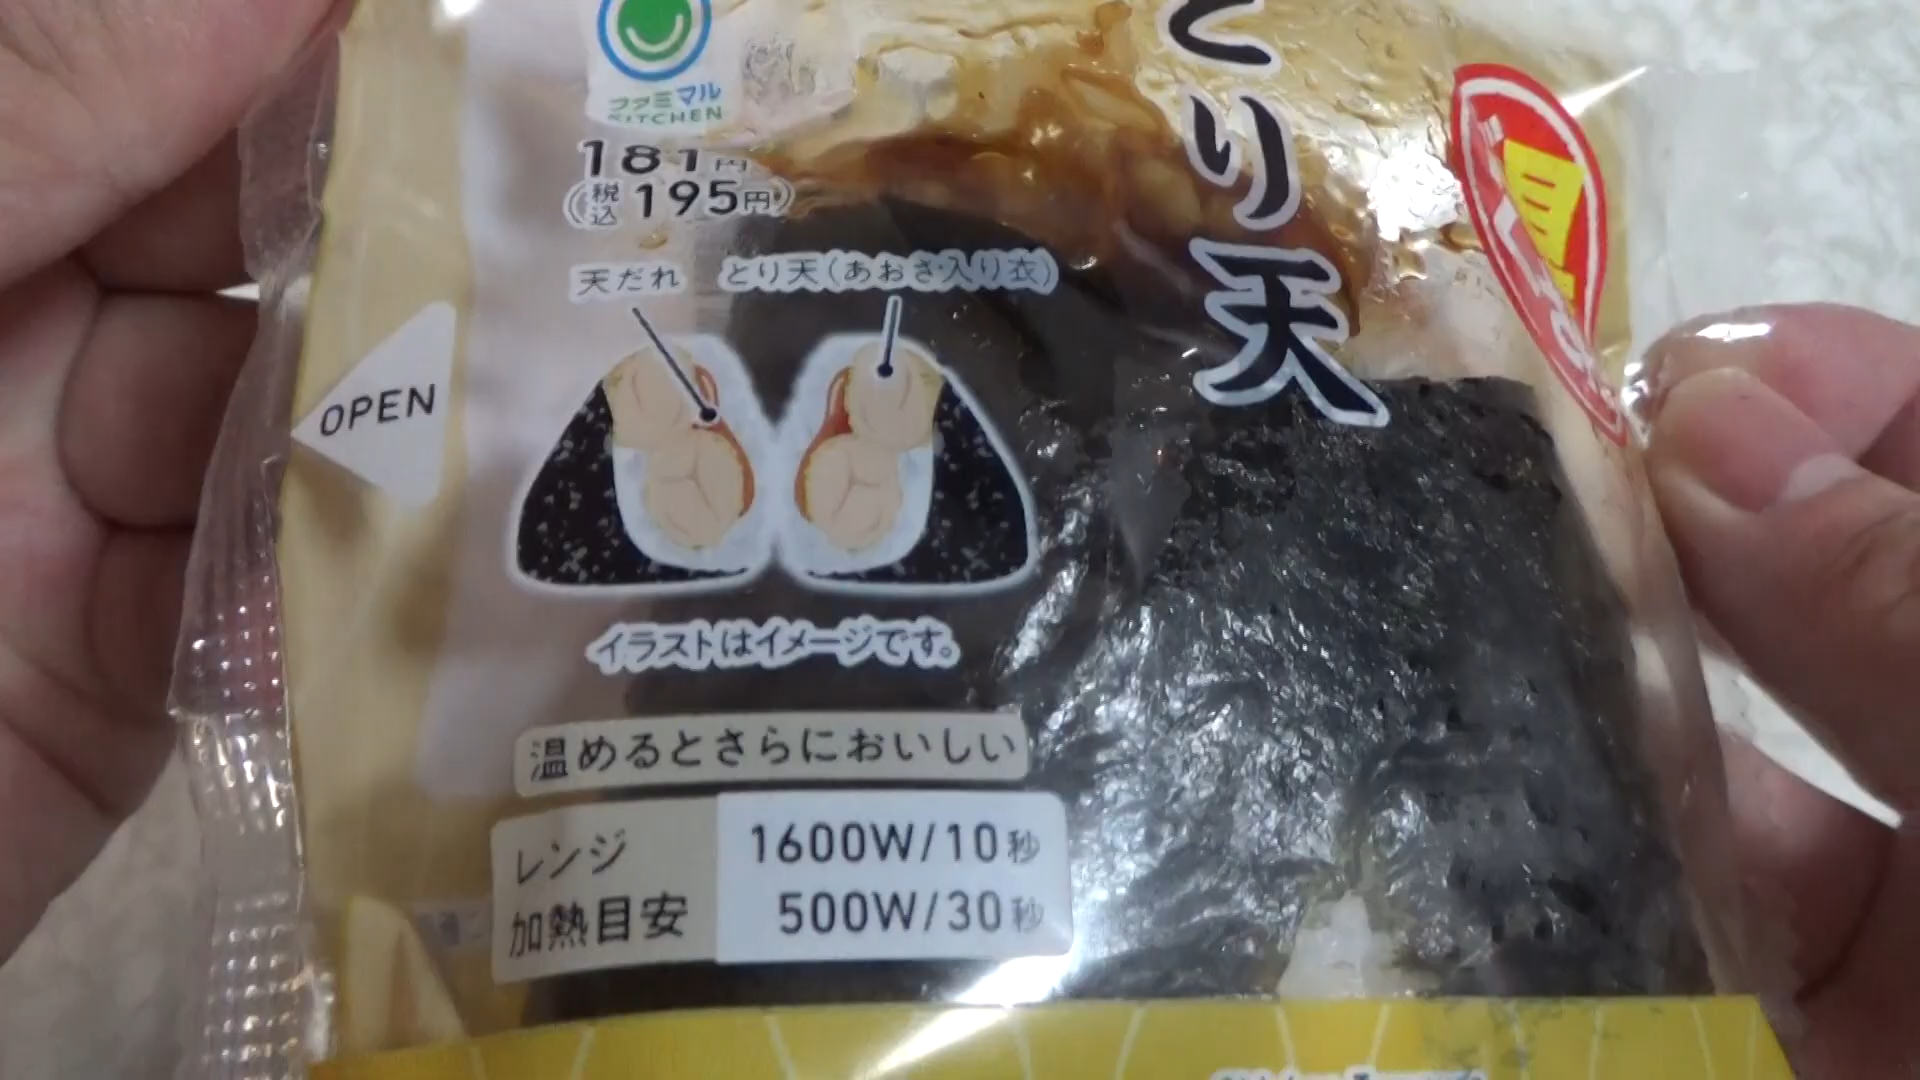 ファミマル
KITCHEN
181円
(税込195円)
とり天
具
天だれ
とり天(あおさ入り衣)
OPEN
イラストはイメージです。
温めるとさらにおいしい
レンジ
加熱目安
1600W/10秒
500W/30秒